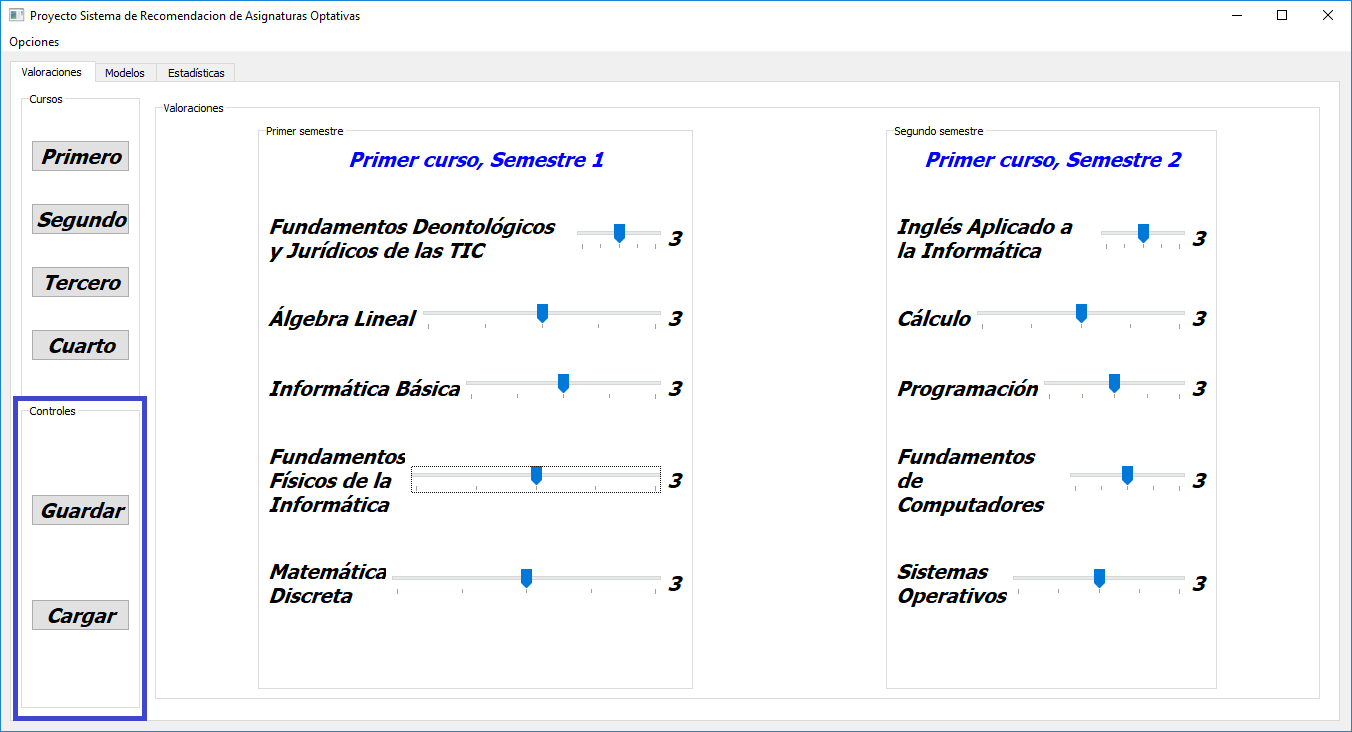 Proyecto Sistema de Recomendacion de Asignaturas Optativas
Opciones
Valoraciones
Modelos
Estadísticas
Cursos
Primero
Segundo
Tercero
Cuarto
Controles
Guardar
Cargar
Valoraciones
Primer semestre
Primer curso, Semestre 1
Fundamentos Deontológicos
y Jurídicos de las TIC
3
Álgebra Lineal
3
Informática Básica
3
Fundamentos
Físicos de la
Informática
3
Matemática
Discreta
3
Segundo semestre
Primer curso, Semestre 2
Inglés Aplicado a
la Informática
3
Cálculo
3
Programación
3
Fundamentos
de
Computadores
3
Sistemas
Operativos
3